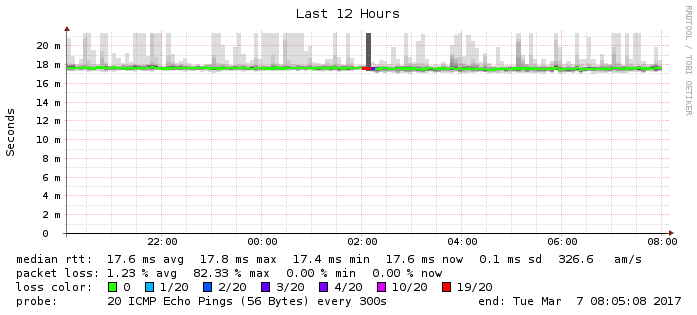 Last 12 Hours
RRDTOOL / TOBI OETIKER
Seconds
20 m
18 m
16 m
14 m
12 m
10 m
8 m
6 m
4 m
2 m
0
22:00 00:00 02:00 04:00 06:00 08:00
median rtt: 17.6 ms avg 17.8 ms max 17.4 ms min 17.6 ms now 0.1 ms sd 326.6 am/s
packet loss: 1.23 % avg 82.33 % max 0.00 % min 0.00 % now
loss color: 0 1/20 2/20 3/20 4/20 10/20 19/20
probe: 20 ICMP Echo Pings (56 Bytes) every 300s end: Tue Mar 7 08:05:08 2017